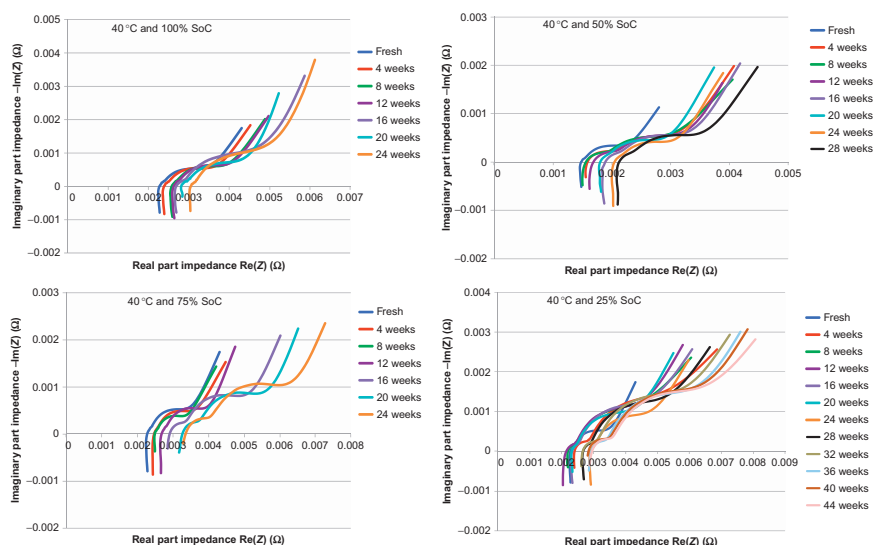 40 °C and 100% SoC
Imaginary part impedance –Im(Z) (Ω)
0.005
0.004
0.003
0.002
0.001
0
–0.001
–0.002
0 0.001 0.002 0.003 0.004 0.005 0.006 0.007
Real part impedance Re(Z) (Ω)
Fresh
4 weeks
8 weeks
12 weeks
16 weeks
20 weeks
24 weeks
40 °C and 50% SoC
Imaginary part impedance –Im(Z) (Ω)
0.003
0.002
0.001
0
–0.001
–0.002
0 0.001 0.002 0.003 0.004 0.005
Real part impedance Re(Z) (Ω)
Fresh
4 weeks
8 weeks
12 weeks
16 weeks
20 weeks
24 weeks
28 weeks
40 °C and 75% SoC
Imaginary part impedance –Im(Z) (Ω)
0.003
0.002
0.001
0
–0.001
–0.002
0 0.001 0.002 0.003 0.004 0.005 0.006 0.007 0.008
Real part impedance Re(Z) (Ω)
Fresh
4 weeks
8 weeks
12 weeks
16 weeks
20 weeks
24 weeks
40 °C and 25% SoC
Imaginary part impedance –Im(Z) (Ω)
0.004
0.003
0.002
0.001
0
–0.001
–0.002
0 0.001 0.002 0.003 0.004 0.005 0.006 0.007 0.008 0.009
Real part impedance Re(Z) (Ω)
Fresh
4 weeks
8 weeks
12 weeks
16 weeks
20 weeks
24 weeks
28 weeks
32 weeks
36 weeks
40 weeks
44 weeks